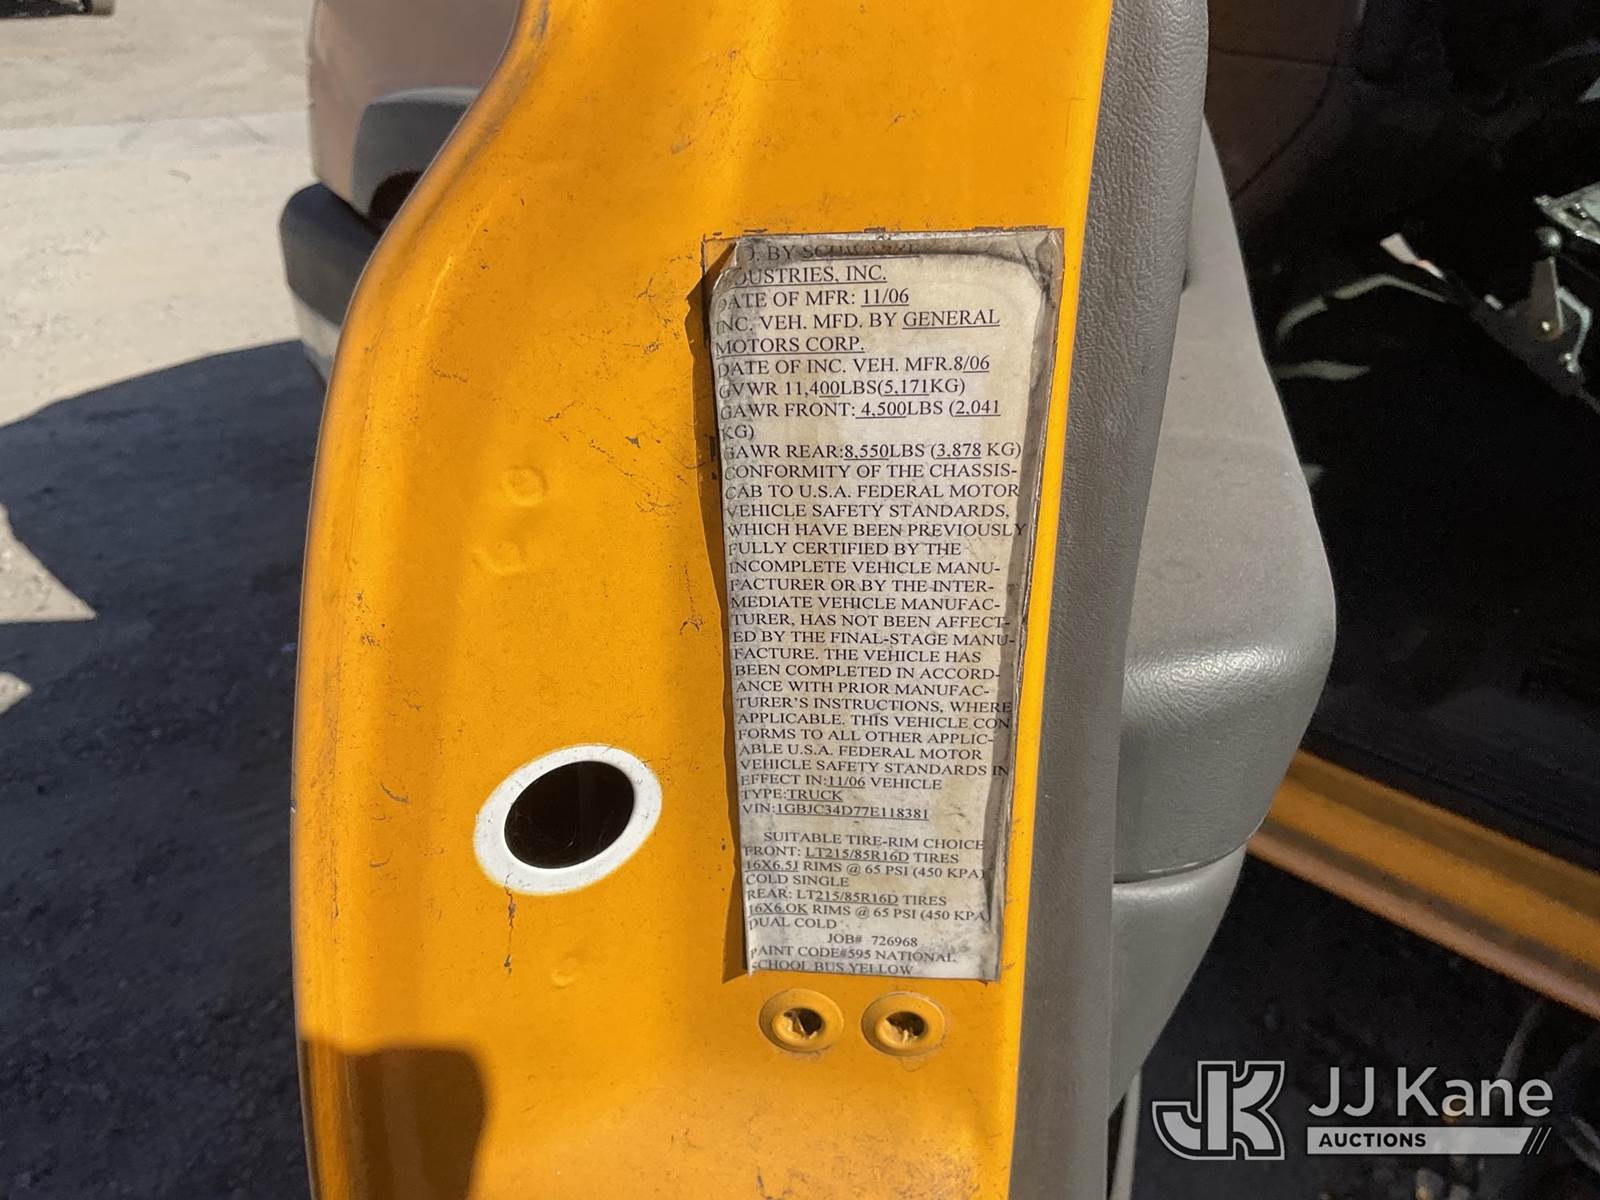 D. BY SCHWARZE
DUSTRIES, INC.
DATE OF MFR: 11/06
INC. VEH. MFD. BY GENERAL
MOTORS CORP.
DATE OF INC. VEH. MFR.8/06
GVWR 11,400LBS(5,171KG)
GAWR FRONT: 4,500LBS (2,041
KG)
GAWR REAR:8,550LBS (3,878 KG)
CONFORMITY OF THE CHASSIS-
CAB TO U.S.A. FEDERAL MOTOR
VEHICLE SAFETY STANDARDS,
WHICH HAVE BEEN PREVIOUSLY
FULLY CERTIFIED BY THE
INCOMPLETE VEHICLE MANU-
FACTURER OR BY THE INTER-
MEDIATE VEHICLE MANUFAC-
TURER, HAS NOT BEEN AFFECT-
ED BY THE FINAL-STAGE MANU-
FACTURE. THE VEHICLE HAS
BEEN COMPLETED IN ACCORD-
ANCE WITH PRIOR MANUFAC-
TURER'S INSTRUCTIONS, WHERE
APPLICABLE. THIS VEHICLE CON
FORMS TO ALL OTHER APPLIC-
ABLE U.S.A. FEDERAL MOTOR
VEHICLE SAFETY STANDARDS IN
EFFECT IN:11/06 VEHICLE
TYPE:TRUCK
VIN:1GBJC34D77E118381
SUITABLE TIRE-RIM CHOICE
FRONT: LT215/85R16D TIRES
16X6.5J RIMS @ 65 PSI (450 KPA)
COLD SINGLE
REAR: LT215/85R16D TIRES
16X6.OK RIMS @ 65 PSI (450 KPA)
DUAL COLD
JOB# 726968
PAINT CODE#595 NATIONAL
SCHOOL BUS YELLOW
JK JJ Kane
AUCTIONS